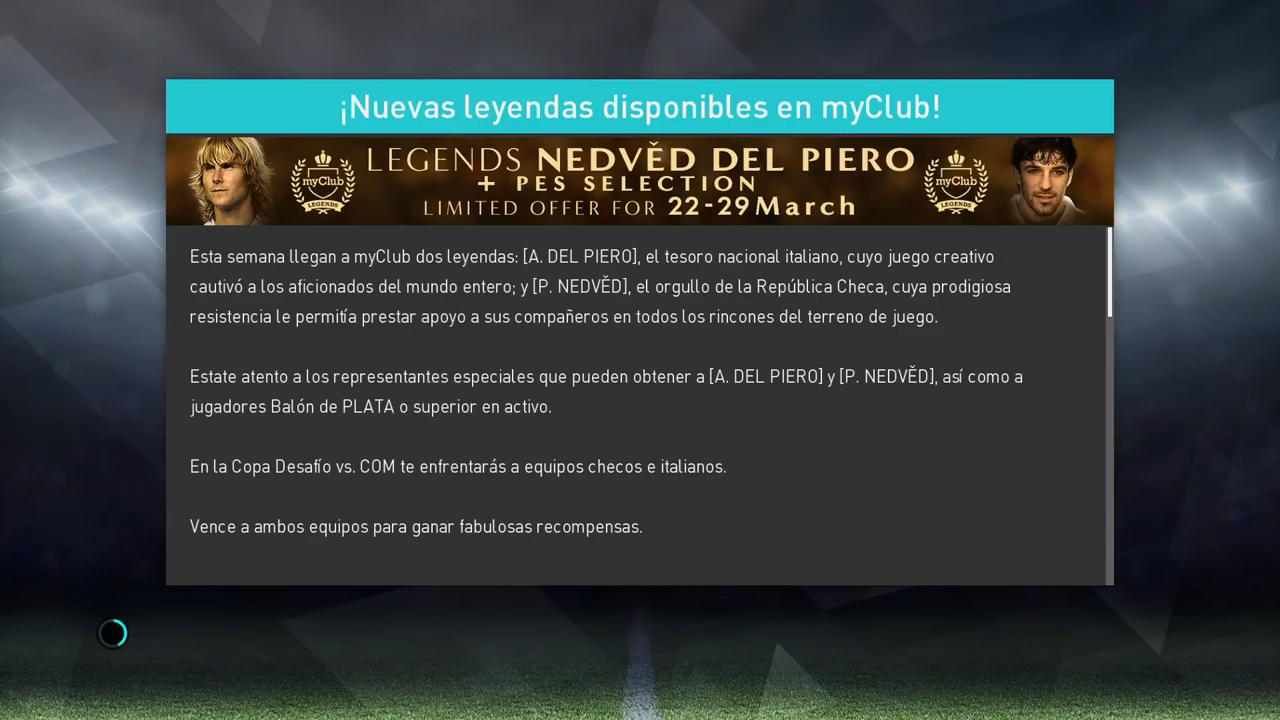 ¡Nuevas leyendas disponibles en myClub!
LEGENDS NEDVĚD DEL PIERO
+ PES SELECTION
LIMITED OFFER FOR 22-29 March
myClub
LEGENDS
myClub
LEGENDS
Esta semana llegan a myClub dos leyendas: [A. DEL PIERO], el tesoro nacional italiano, cuyo juego creativo
cautivó a los aficionados del mundo entero; y [P. NEDVĚD], el orgullo de la República Checa, cuya prodigiosa
resistencia le permitía prestar apoyo a sus compañeros en todos los rincones del terreno de juego.
Estate atento a los representantes especiales que pueden obtener a [A. DEL PIERO] y [P. NEDVĚD], así como a
jugadores Balón de PLATA o superior en activo.
En la Copa Desafío vs. COM te enfrentarás a equipos checos e italianos.
Vence a ambos equipos para ganar fabulosas recompensas.